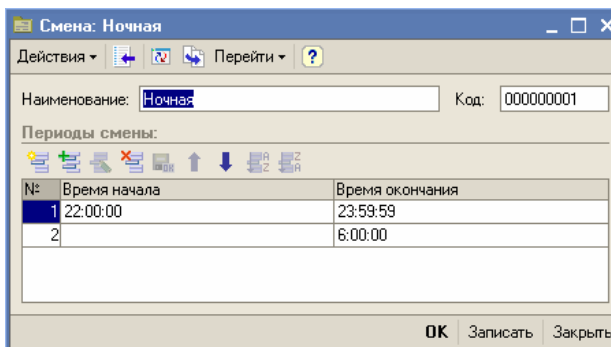 Смена: Ночная
Действия Перейти ?
Наименование: Ночная Код: 000000001
Периоды смены:
№ Время начала Время окончания
1 22:00:00 23:59:59
2 6:00:00
OK Записать Закрыть